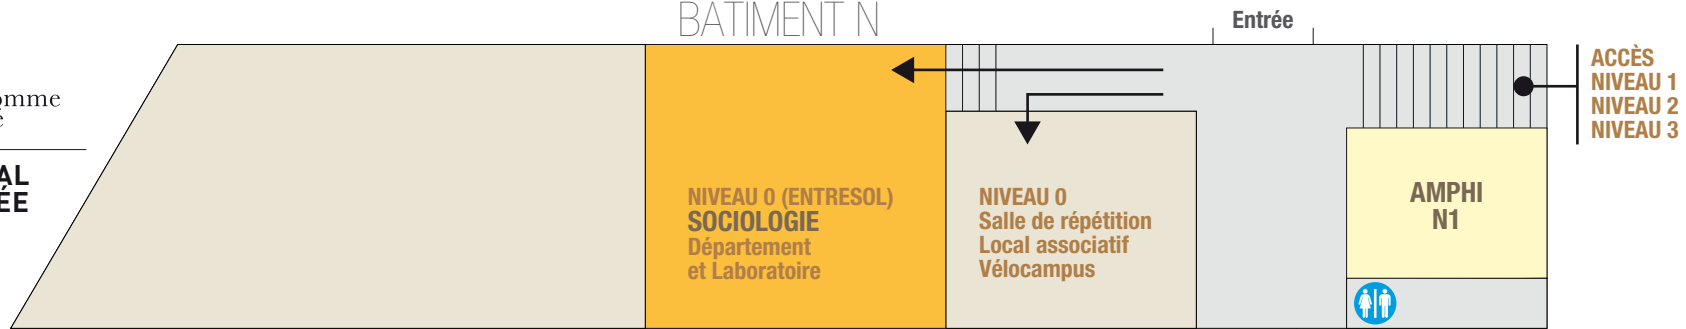 BATIMENT N
Entrée
ACCÈS
NIVEAU 1
NIVEAU 2
NIVEAU 3
NIVEAU 0 (ENTRESOL)
SOCIOLOGIE
Département
et Laboratoire
NIVEAU 0
Salle de répétition
Local associatif
Vélocampus
AMPHI
N1